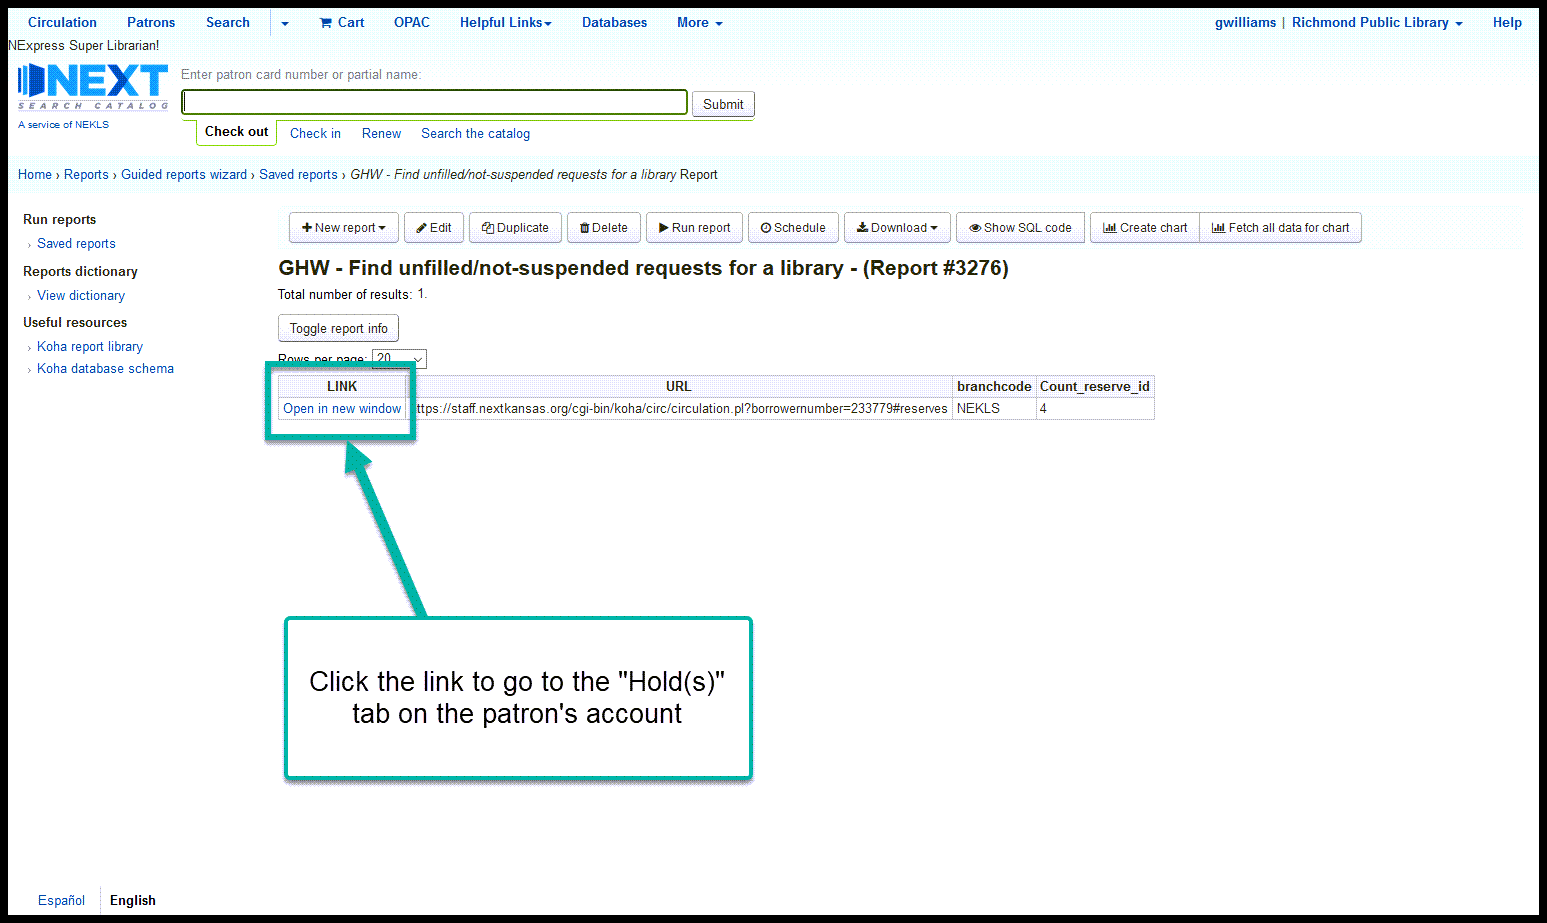 Circulation Patrons Search Cart OPAC Helpful Links Databases More gwilliams | Richmond Public Library Help
NExpress Super Librarian!
NEXT
SEARCH CATALOG
A service of NEKLS
Enter patron card number or partial name:
Submit
Check out Check in Renew Search the catalog
Home › Reports › Guided reports wizard › Saved reports › GHW - Find unfilled/not-suspended requests for a library Report
Run reports
› Saved reports
Reports dictionary
› View dictionary
Useful resources
› Koha report library
› Koha database schema
New report Edit Duplicate Delete Run report Schedule Download Show SQL code Create chart Fetch all data for chart
GHW - Find unfilled/not-suspended requests for a library - (Report #3276)
Total number of results: 1.
Toggle report info
Rows per page: 20
LINK URL branchcode Count_reserve_id
Open in new window ttps://staff.nextkansas.org/cgi-bin/koha/circ/circulation.pl?borrowernumber=233779#reserves NEKLS 4
Click the link to go to the "Hold(s)"
tab on the patron's account
Español English